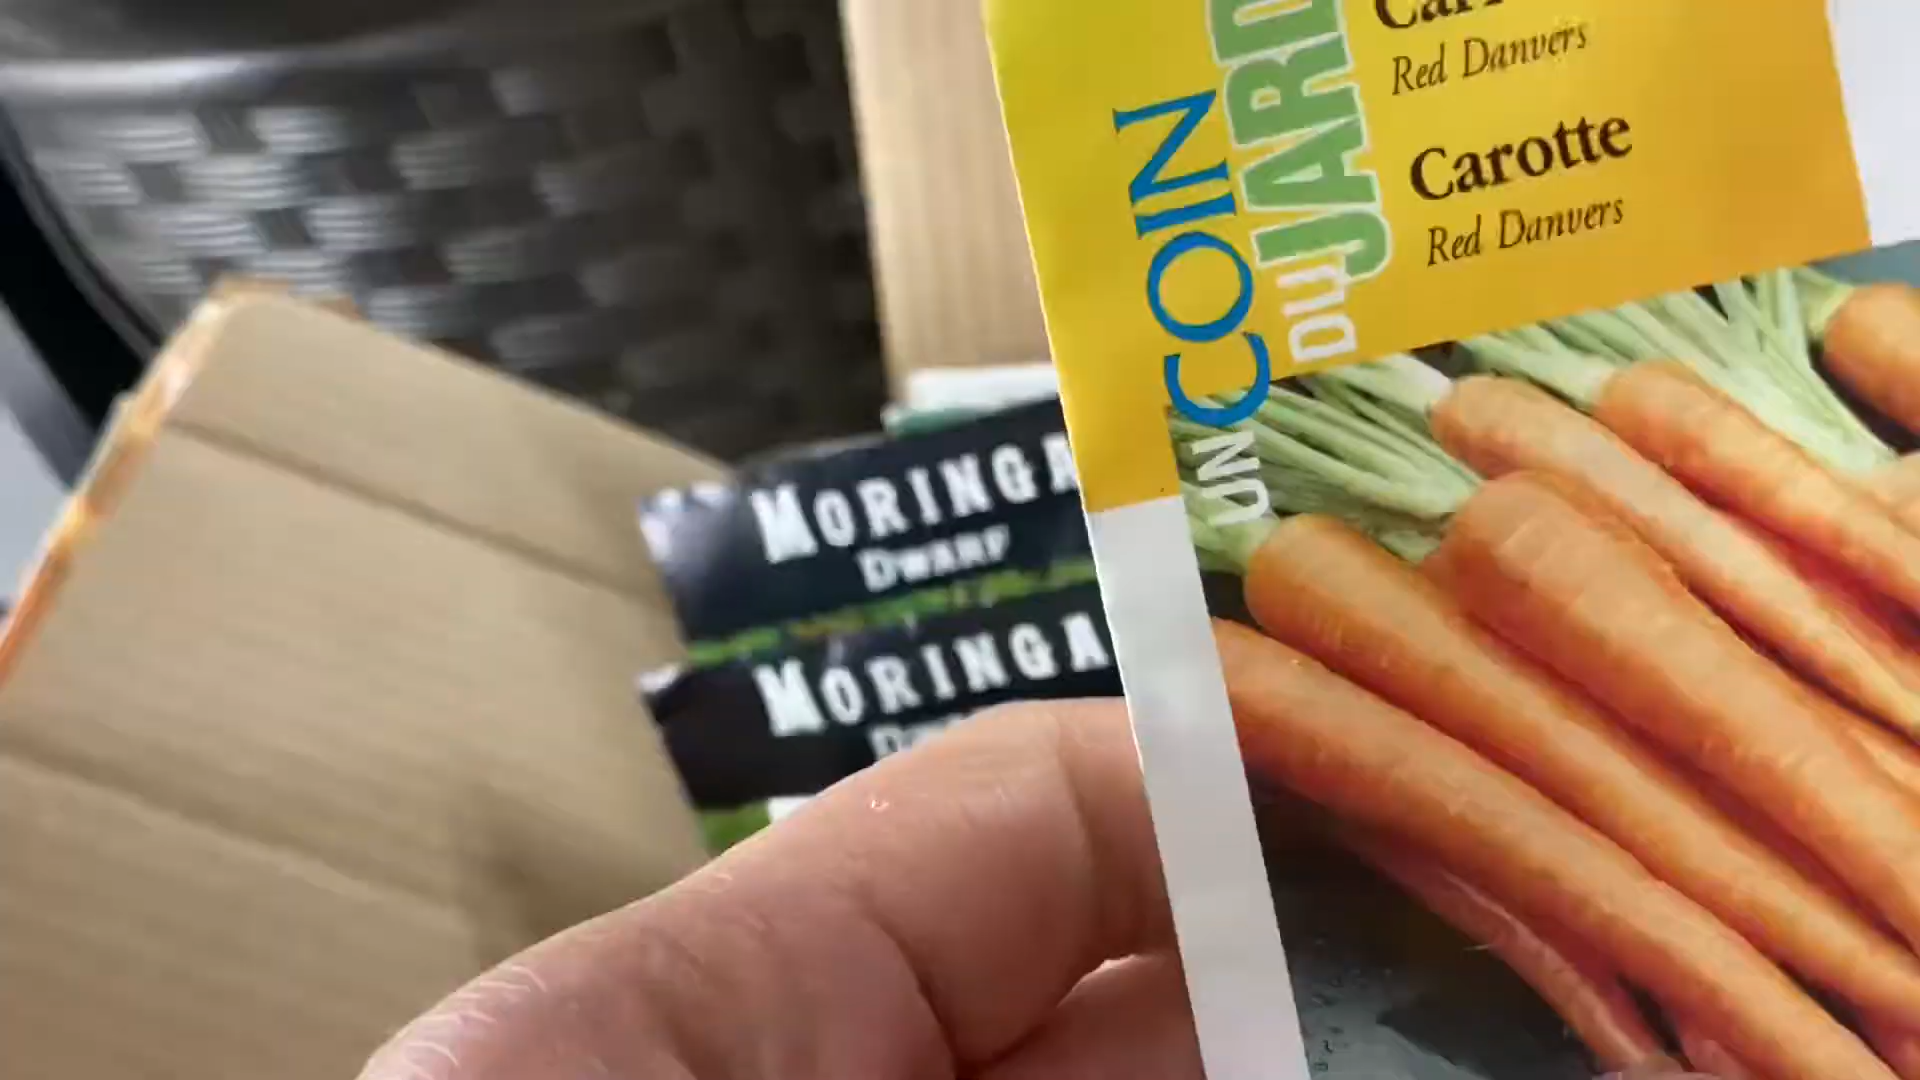 Red Danvers
Carotte
Red Danvers
UN COIN
DU JARD
MORINGA
Dwarf
MORINGA